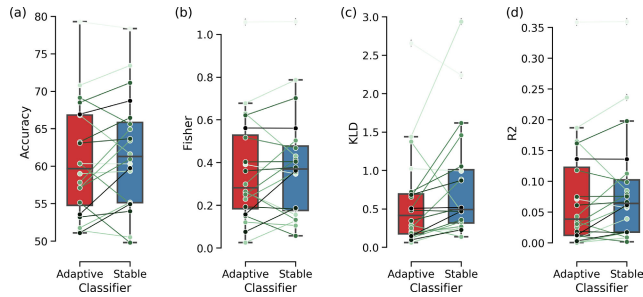 (a)
Accuracy
80
75
70
65
60
55
50
Adaptive Stable
Classifier
(b)
Fisher
1.0
0.8
0.6
0.4
0.2
0.0
Adaptive Stable
Classifier
(c)
KLD
3.0
2.5
2.0
1.5
1.0
0.5
0.0
Adaptive Stable
Classifier
(d)
R2
0.35
0.30
0.25
0.20
0.15
0.10
0.05
0.00
Adaptive Stable
Classifier